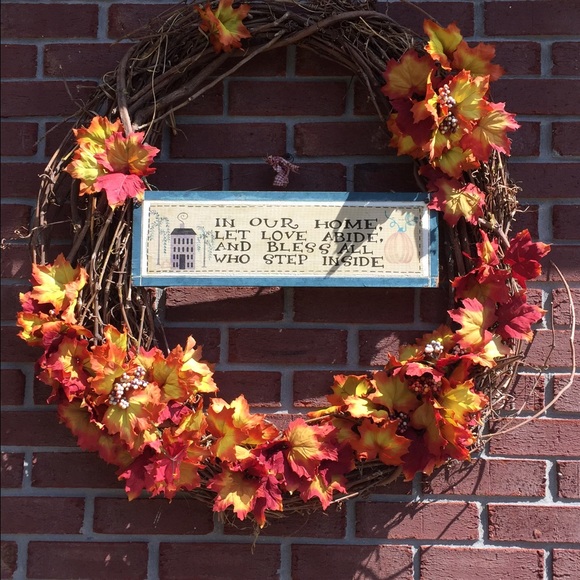 IN OUR HOME,
LET LOVE ABIDE,
AND BLESS ALL
WHO STEP INSIDE